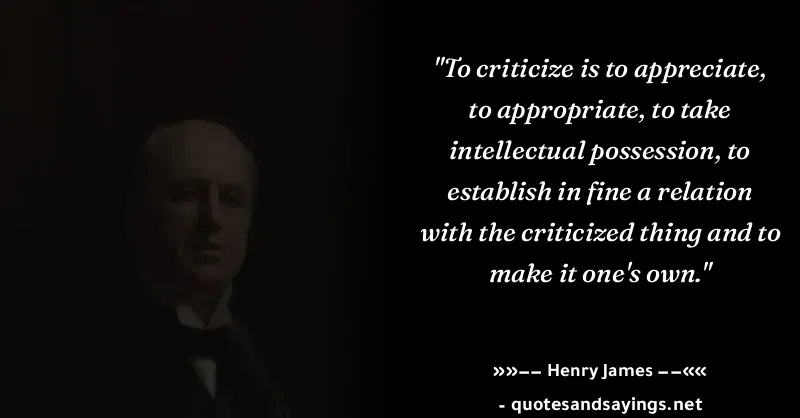 "To criticize is to appreciate,
to appropriate, to take
intellectual possession, to
establish in fine a relation
with the criticized thing and to
make it one's own."
»»−− Henry James −−««
- quotesandsayings.net